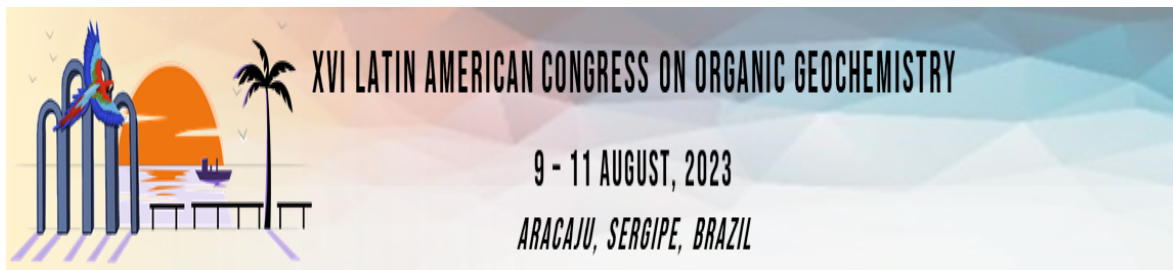 XVI LATIN AMERICAN CONGRESS ON ORGANIC GEOCHEMISTRY
9 - 11 AUGUST, 2023
ARACAJU, SERGIPE, BRAZIL